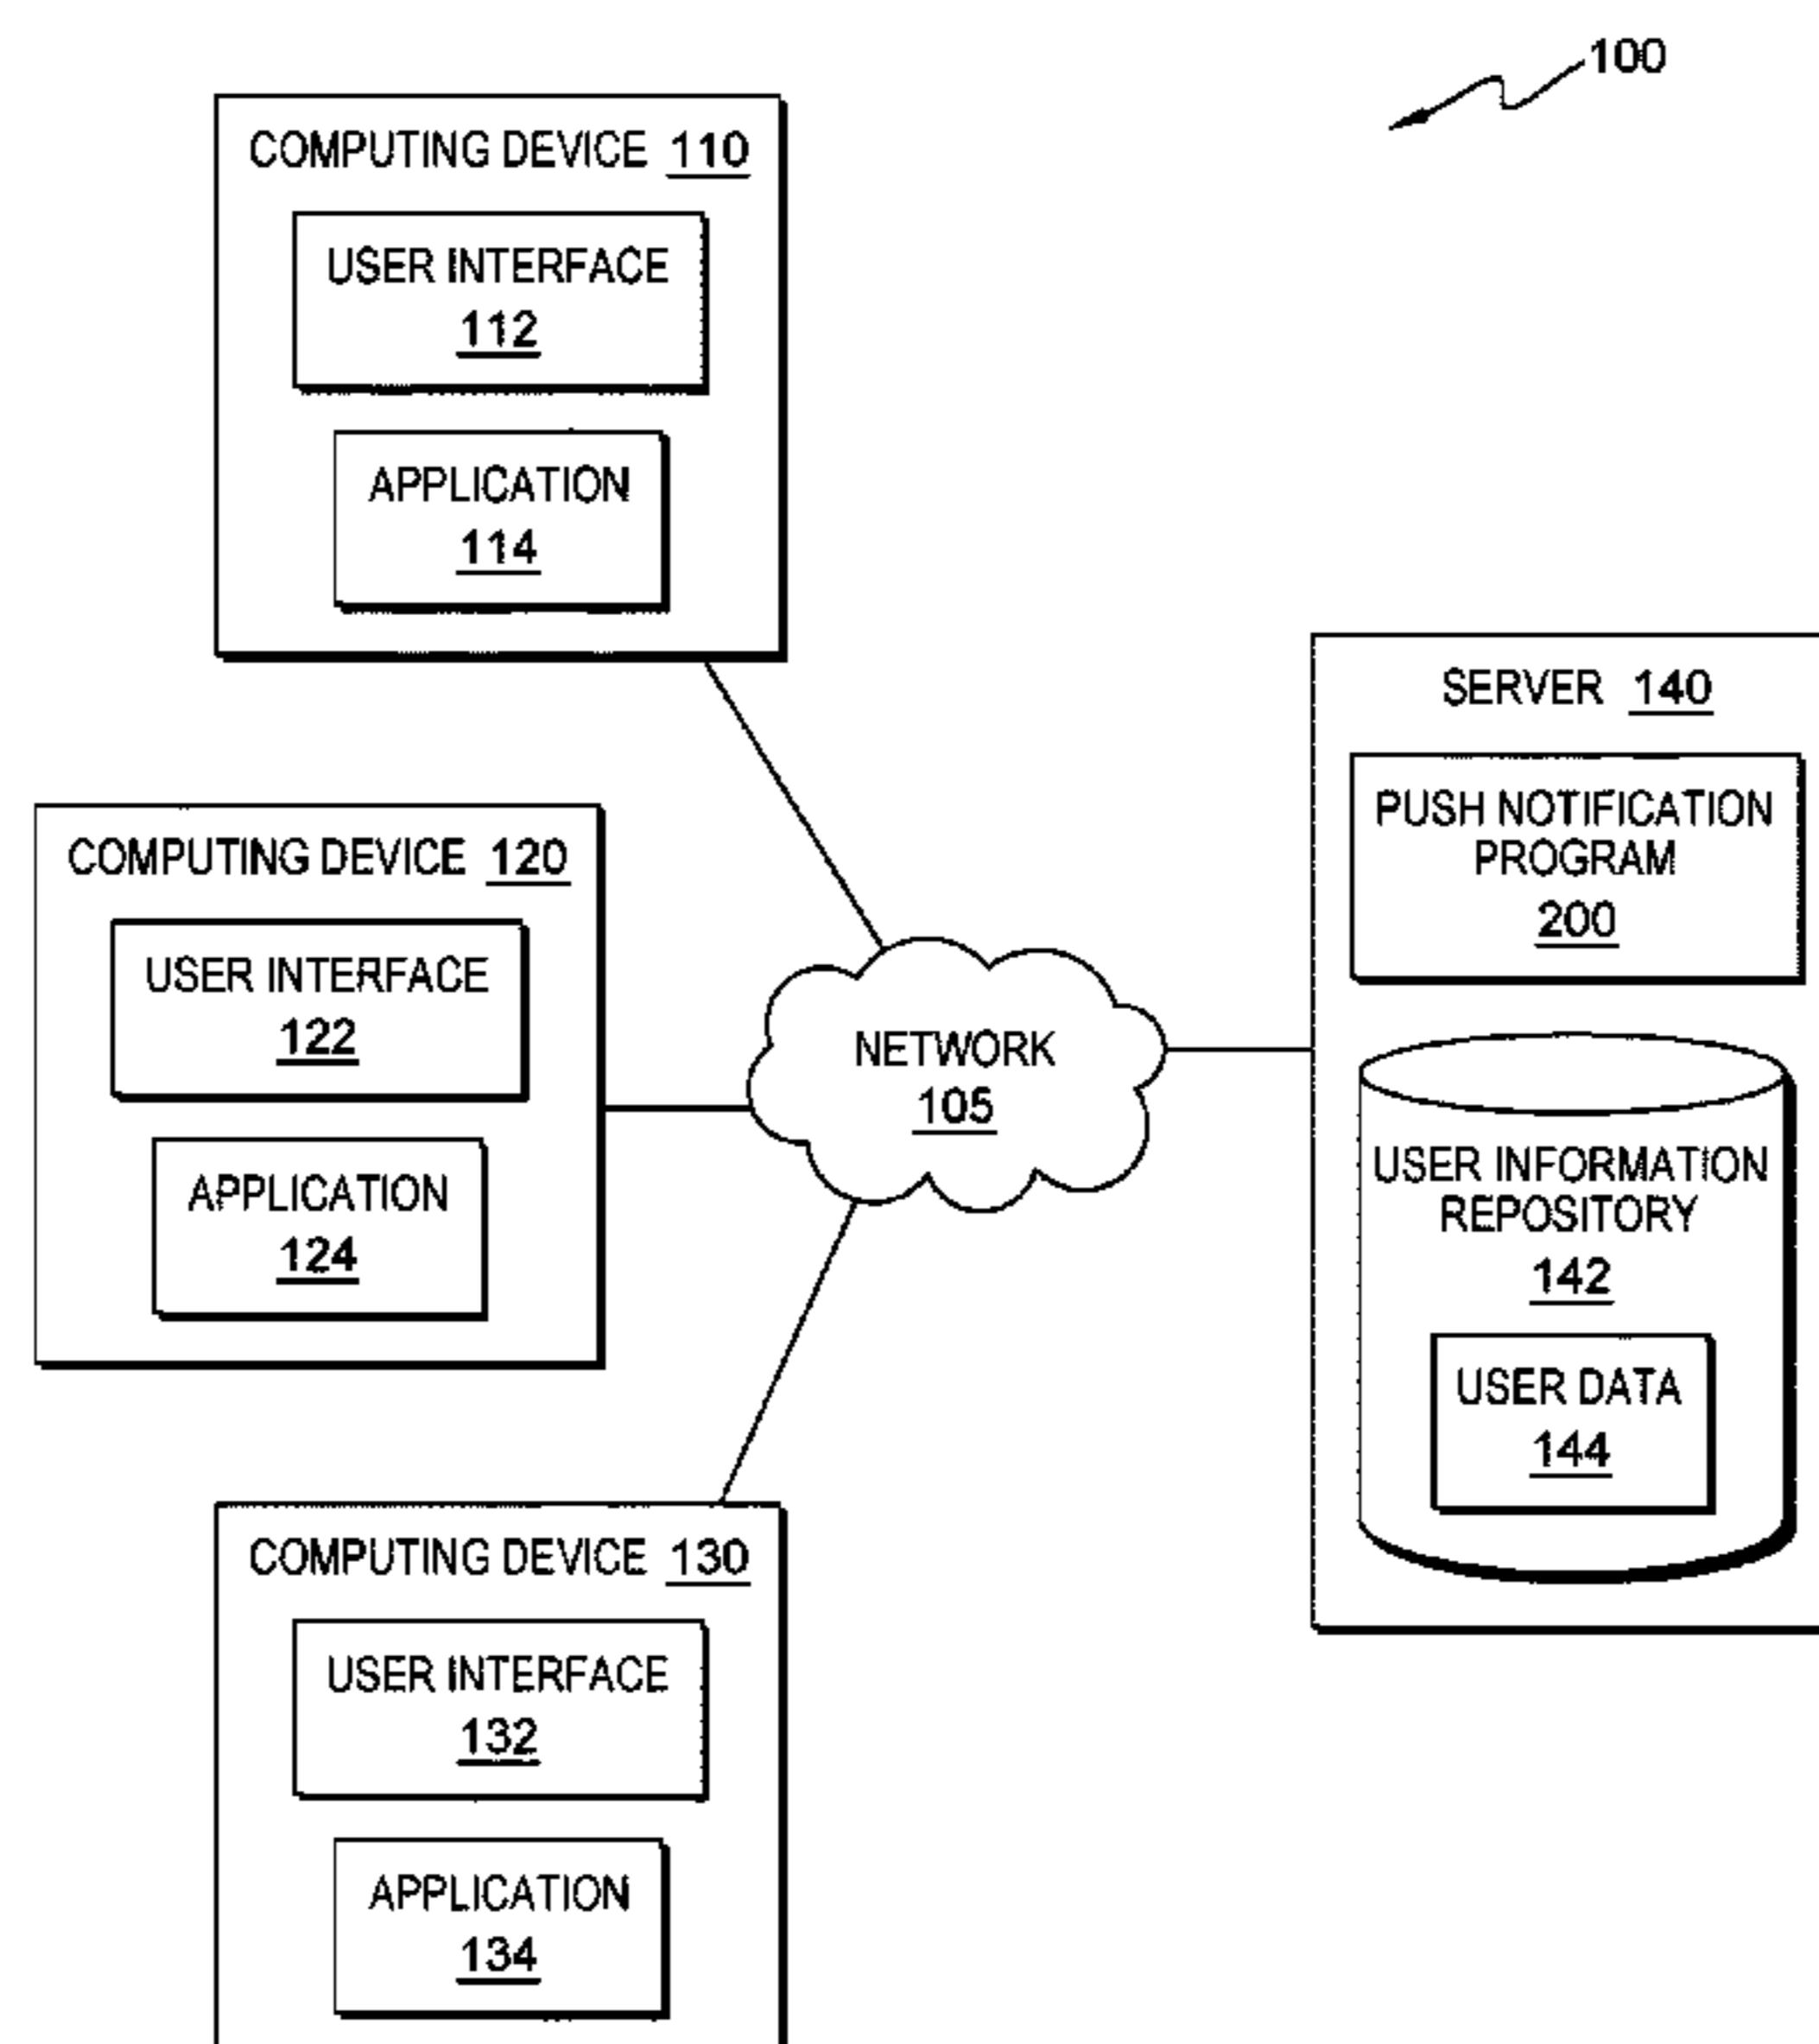 100
COMPUTING DEVICE 110
USER INTERFACE
112
APPLICATION
114
COMPUTING DEVICE 120
USER INTERFACE
122
APPLICATION
124
NETWORK
105
SERVER 140
PUSH NOTIFICATION
PROGRAM
200
USER INFORMATION
REPOSITORY
142
USER DATA
144
COMPUTING DEVICE 130
USER INTERFACE
132
APPLICATION
134